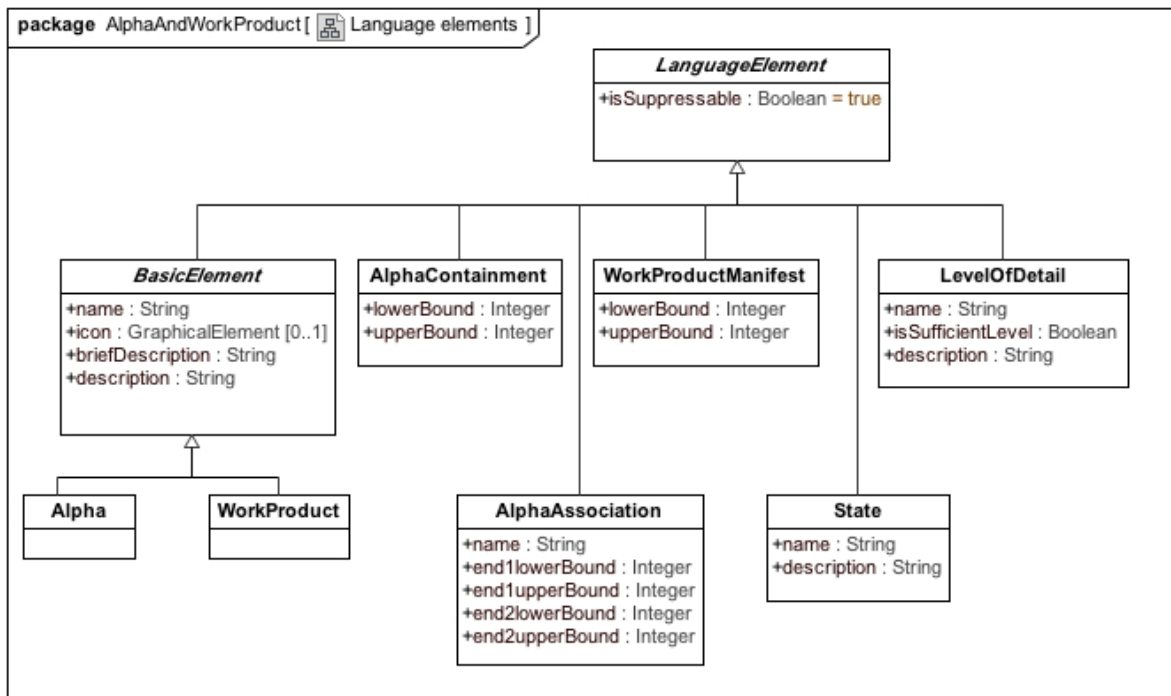 package AlphaAndWorkProduct [ Language elements ]
LanguageElement
+isSuppressable : Boolean = true
BasicElement
+name : String
+icon : GraphicalElement [0..1]
+briefDescription : String
+description : String
AlphaContainment
+lowerBound : Integer
+upperBound : Integer
WorkProductManifest
+lowerBound : Integer
+upperBound : Integer
LevelOfDetail
+name : String
+isSufficientLevel : Boolean
+description : String
Alpha
WorkProduct
AlphaAssociation
+name : String
+end1lowerBound : Integer
+end1upperBound : Integer
+end2lowerBound : Integer
+end2upperBound : Integer
State
+name : String
+description : String